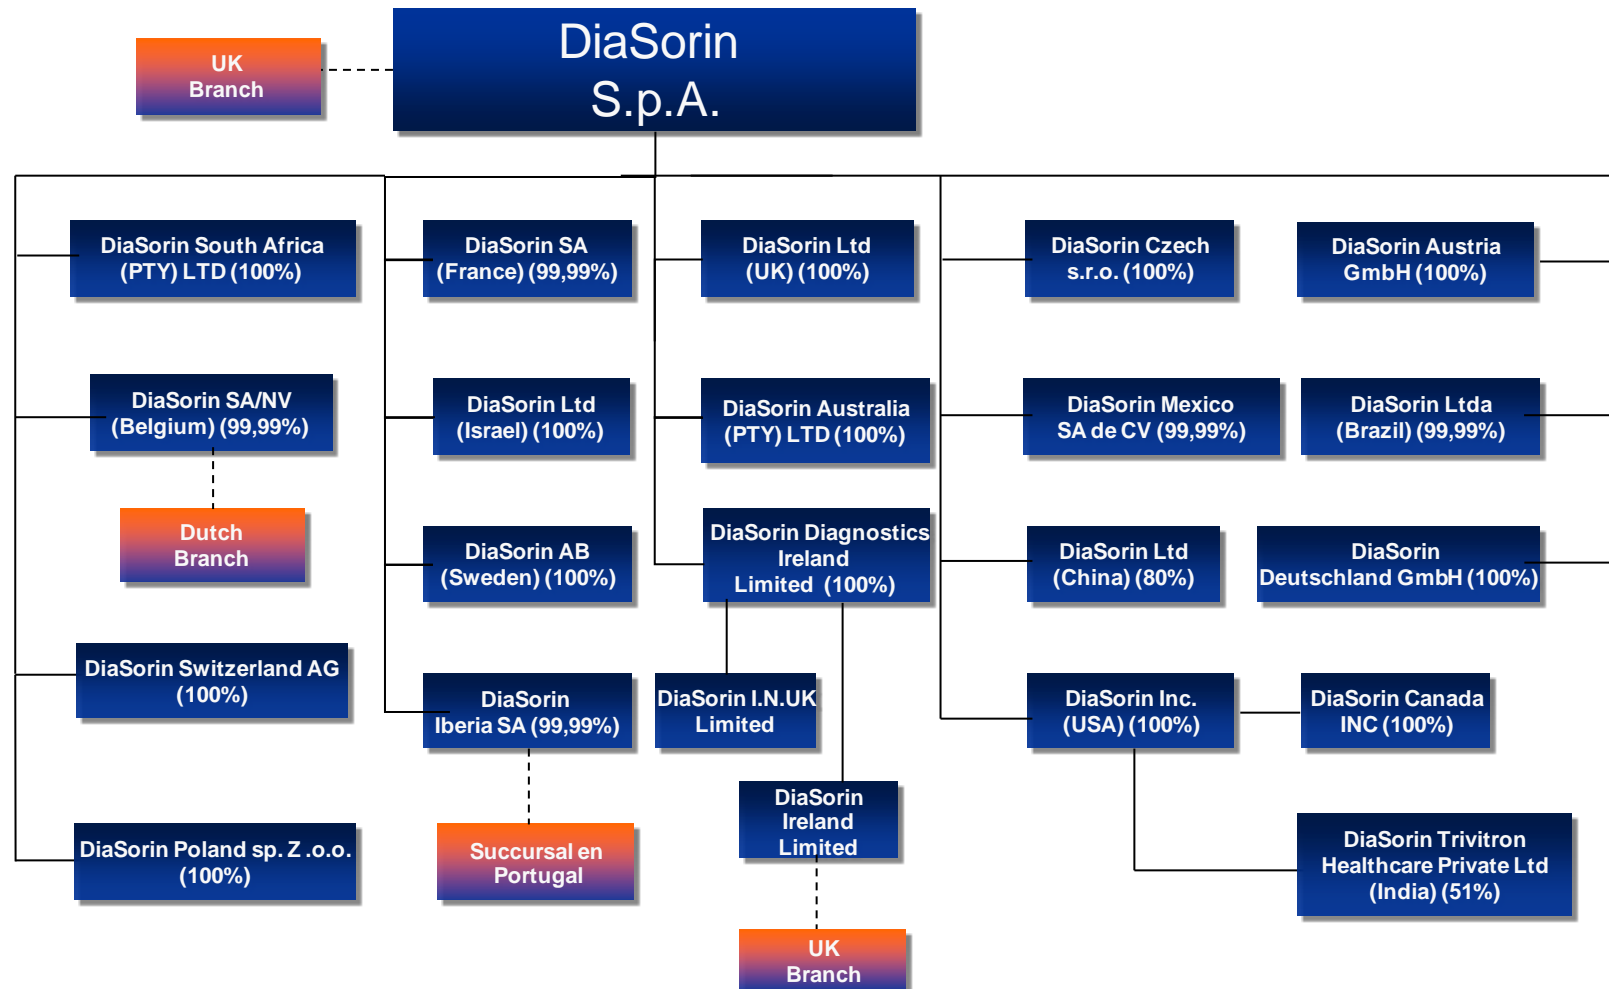 DiaSorin
S.p.A.
UK
Branch
DiaSorin South Africa
(PTY) LTD (100%)
DiaSorin SA
(France) (99,99%)
DiaSorin Ltd
(UK) (100%)
DiaSorin Czech
s.r.o. (100%)
DiaSorin Austria
GmbH (100%)
DiaSorin SA/NV
(Belgium) (99,99%)
DiaSorin Ltd
(Israel) (100%)
DiaSorin Australia
(PTY) LTD (100%)
DiaSorin Mexico
SA de CV (99,99%)
DiaSorin Ltda
(Brazil) (99,99%)
Dutch
Branch
DiaSorin AB
(Sweden) (100%)
DiaSorin Diagnostics
Ireland
Limited (100%)
DiaSorin Ltd
(China) (80%)
DiaSorin
Deutschland GmbH (100%)
DiaSorin Switzerland AG
(100%)
DiaSorin
Iberia SA (99,99%)
DiaSorin I.N.UK
Limited
DiaSorin Inc.
(USA) (100%)
DiaSorin Canada
INC (100%)
DiaSorin
Ireland
Limited
DiaSorin Poland sp. Z .o.o.
(100%)
Succursal en
Portugal
DiaSorin Trivitron
Healthcare Private Ltd
(India) (51%)
UK
Branch